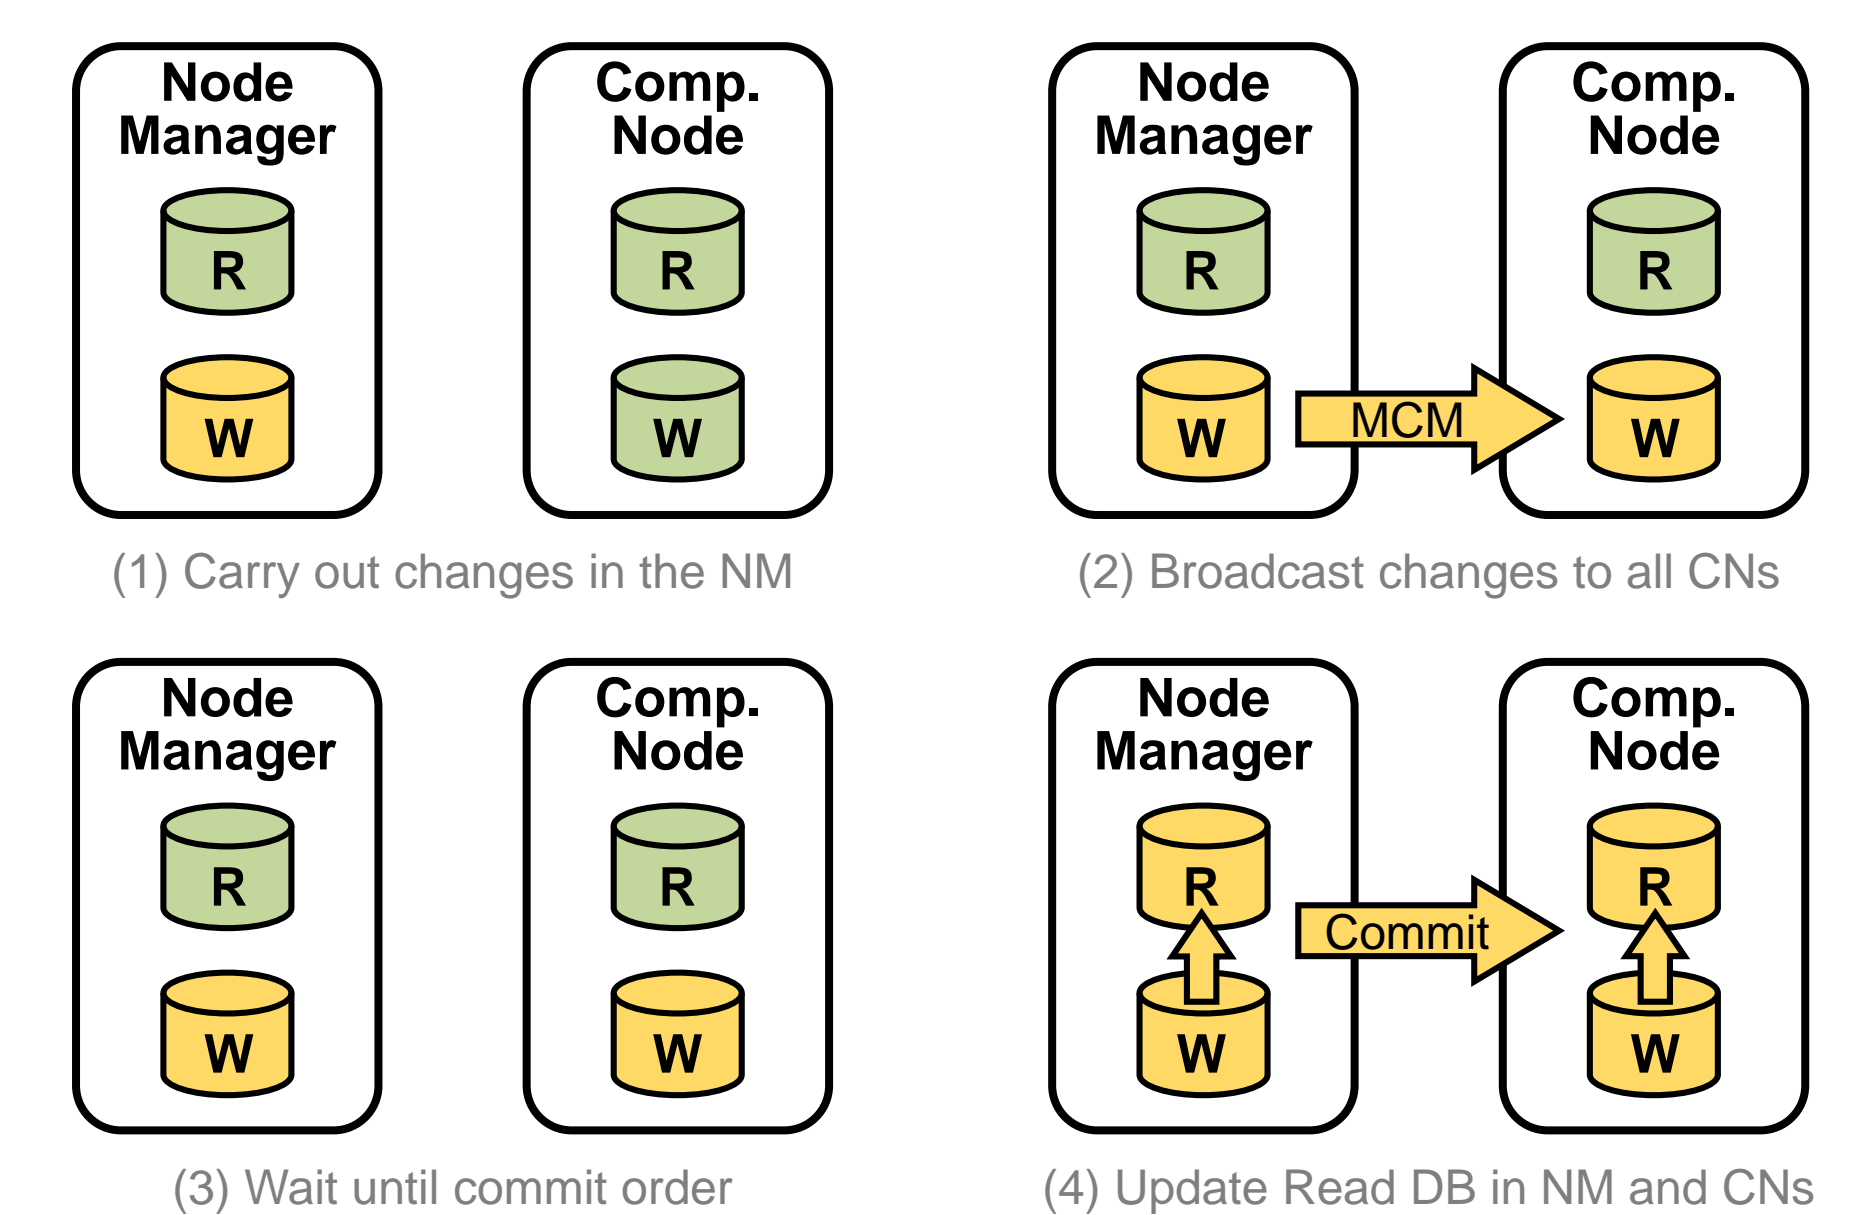 Node
Manager
R
W
Comp.
Node
R
W
(1) Carry out changes in the NM
Node
Manager
R
W
MCM
Comp.
Node
R
W
(2) Broadcast changes to all CNs
Node
Manager
R
W
Comp.
Node
R
W
(3) Wait until commit order
Node
Manager
R
W
Commit
Comp.
Node
R
W
(4) Update Read DB in NM and CNs